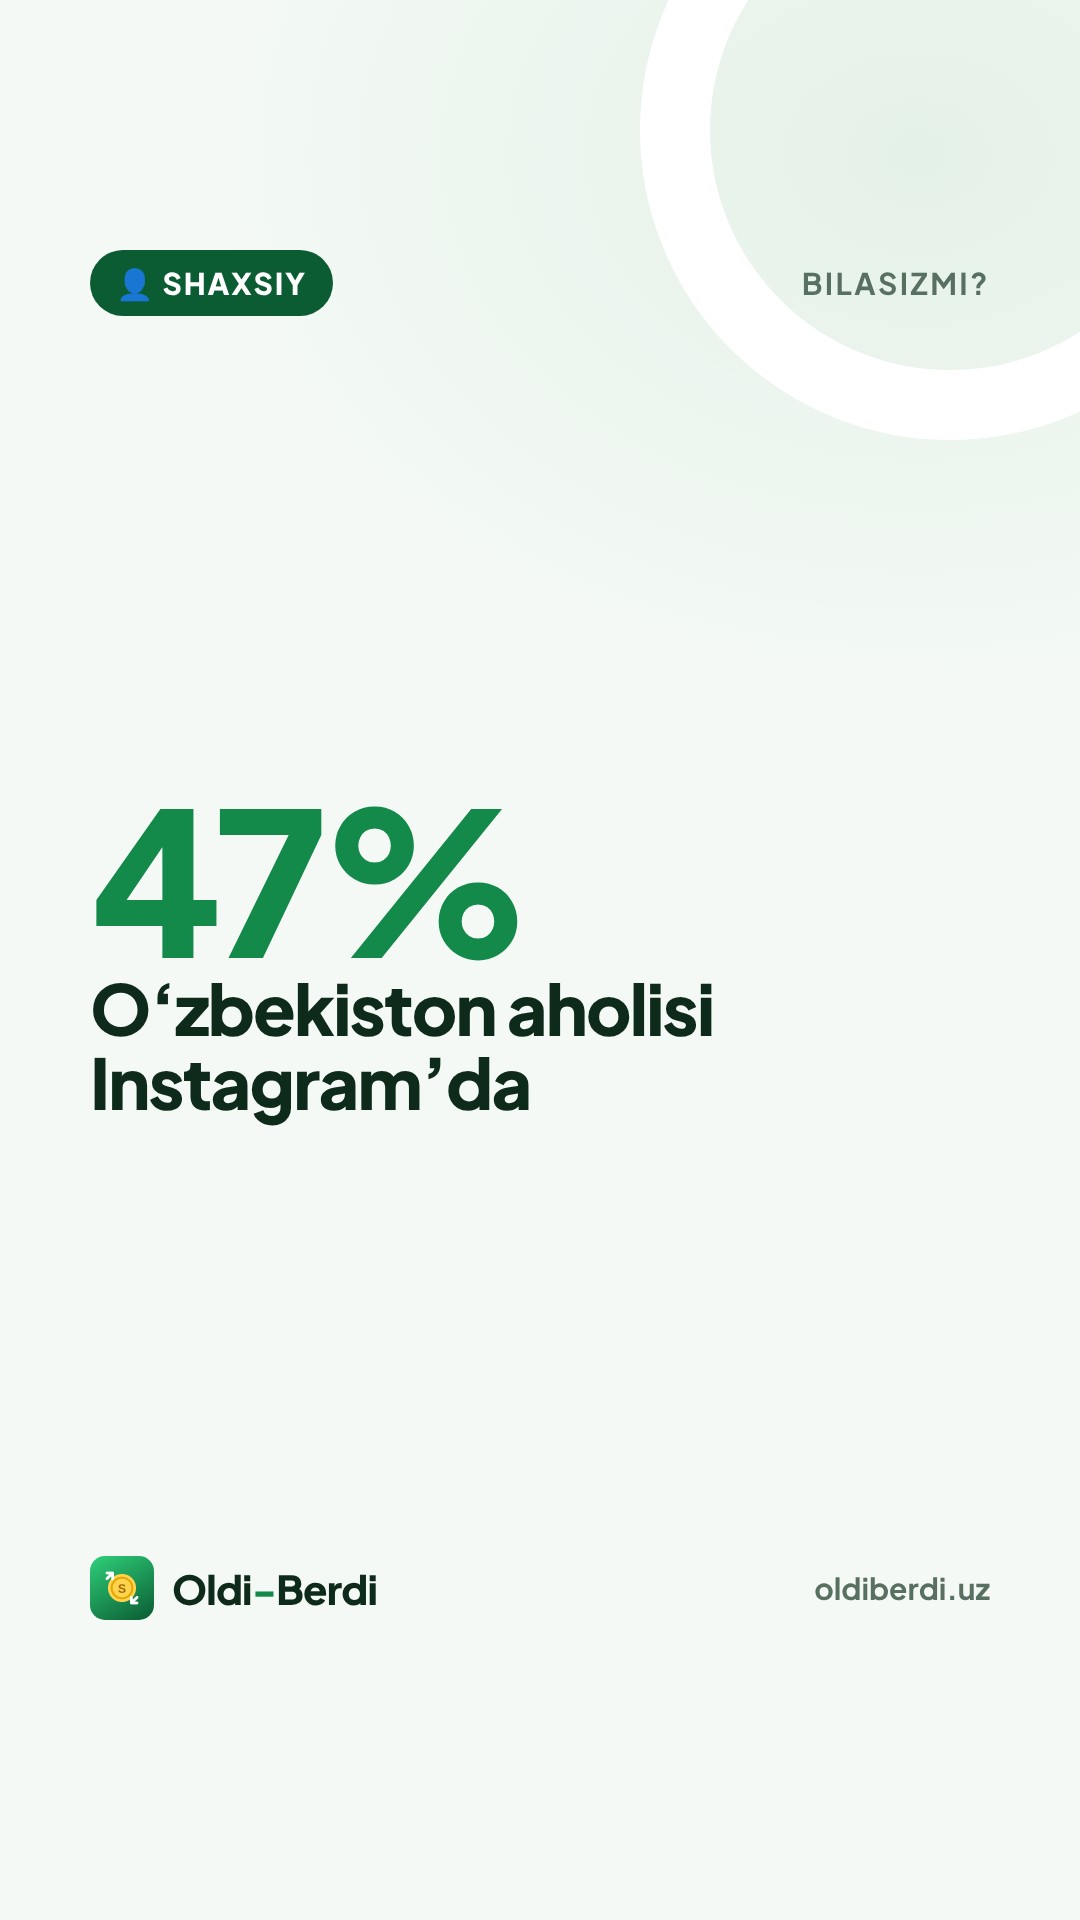 👤 SHAXSIY
BILASIZMI?
47%
O‘zbekiston aholisi
Instagram’da
S
Oldi-Berdi
oldiberdi.uz